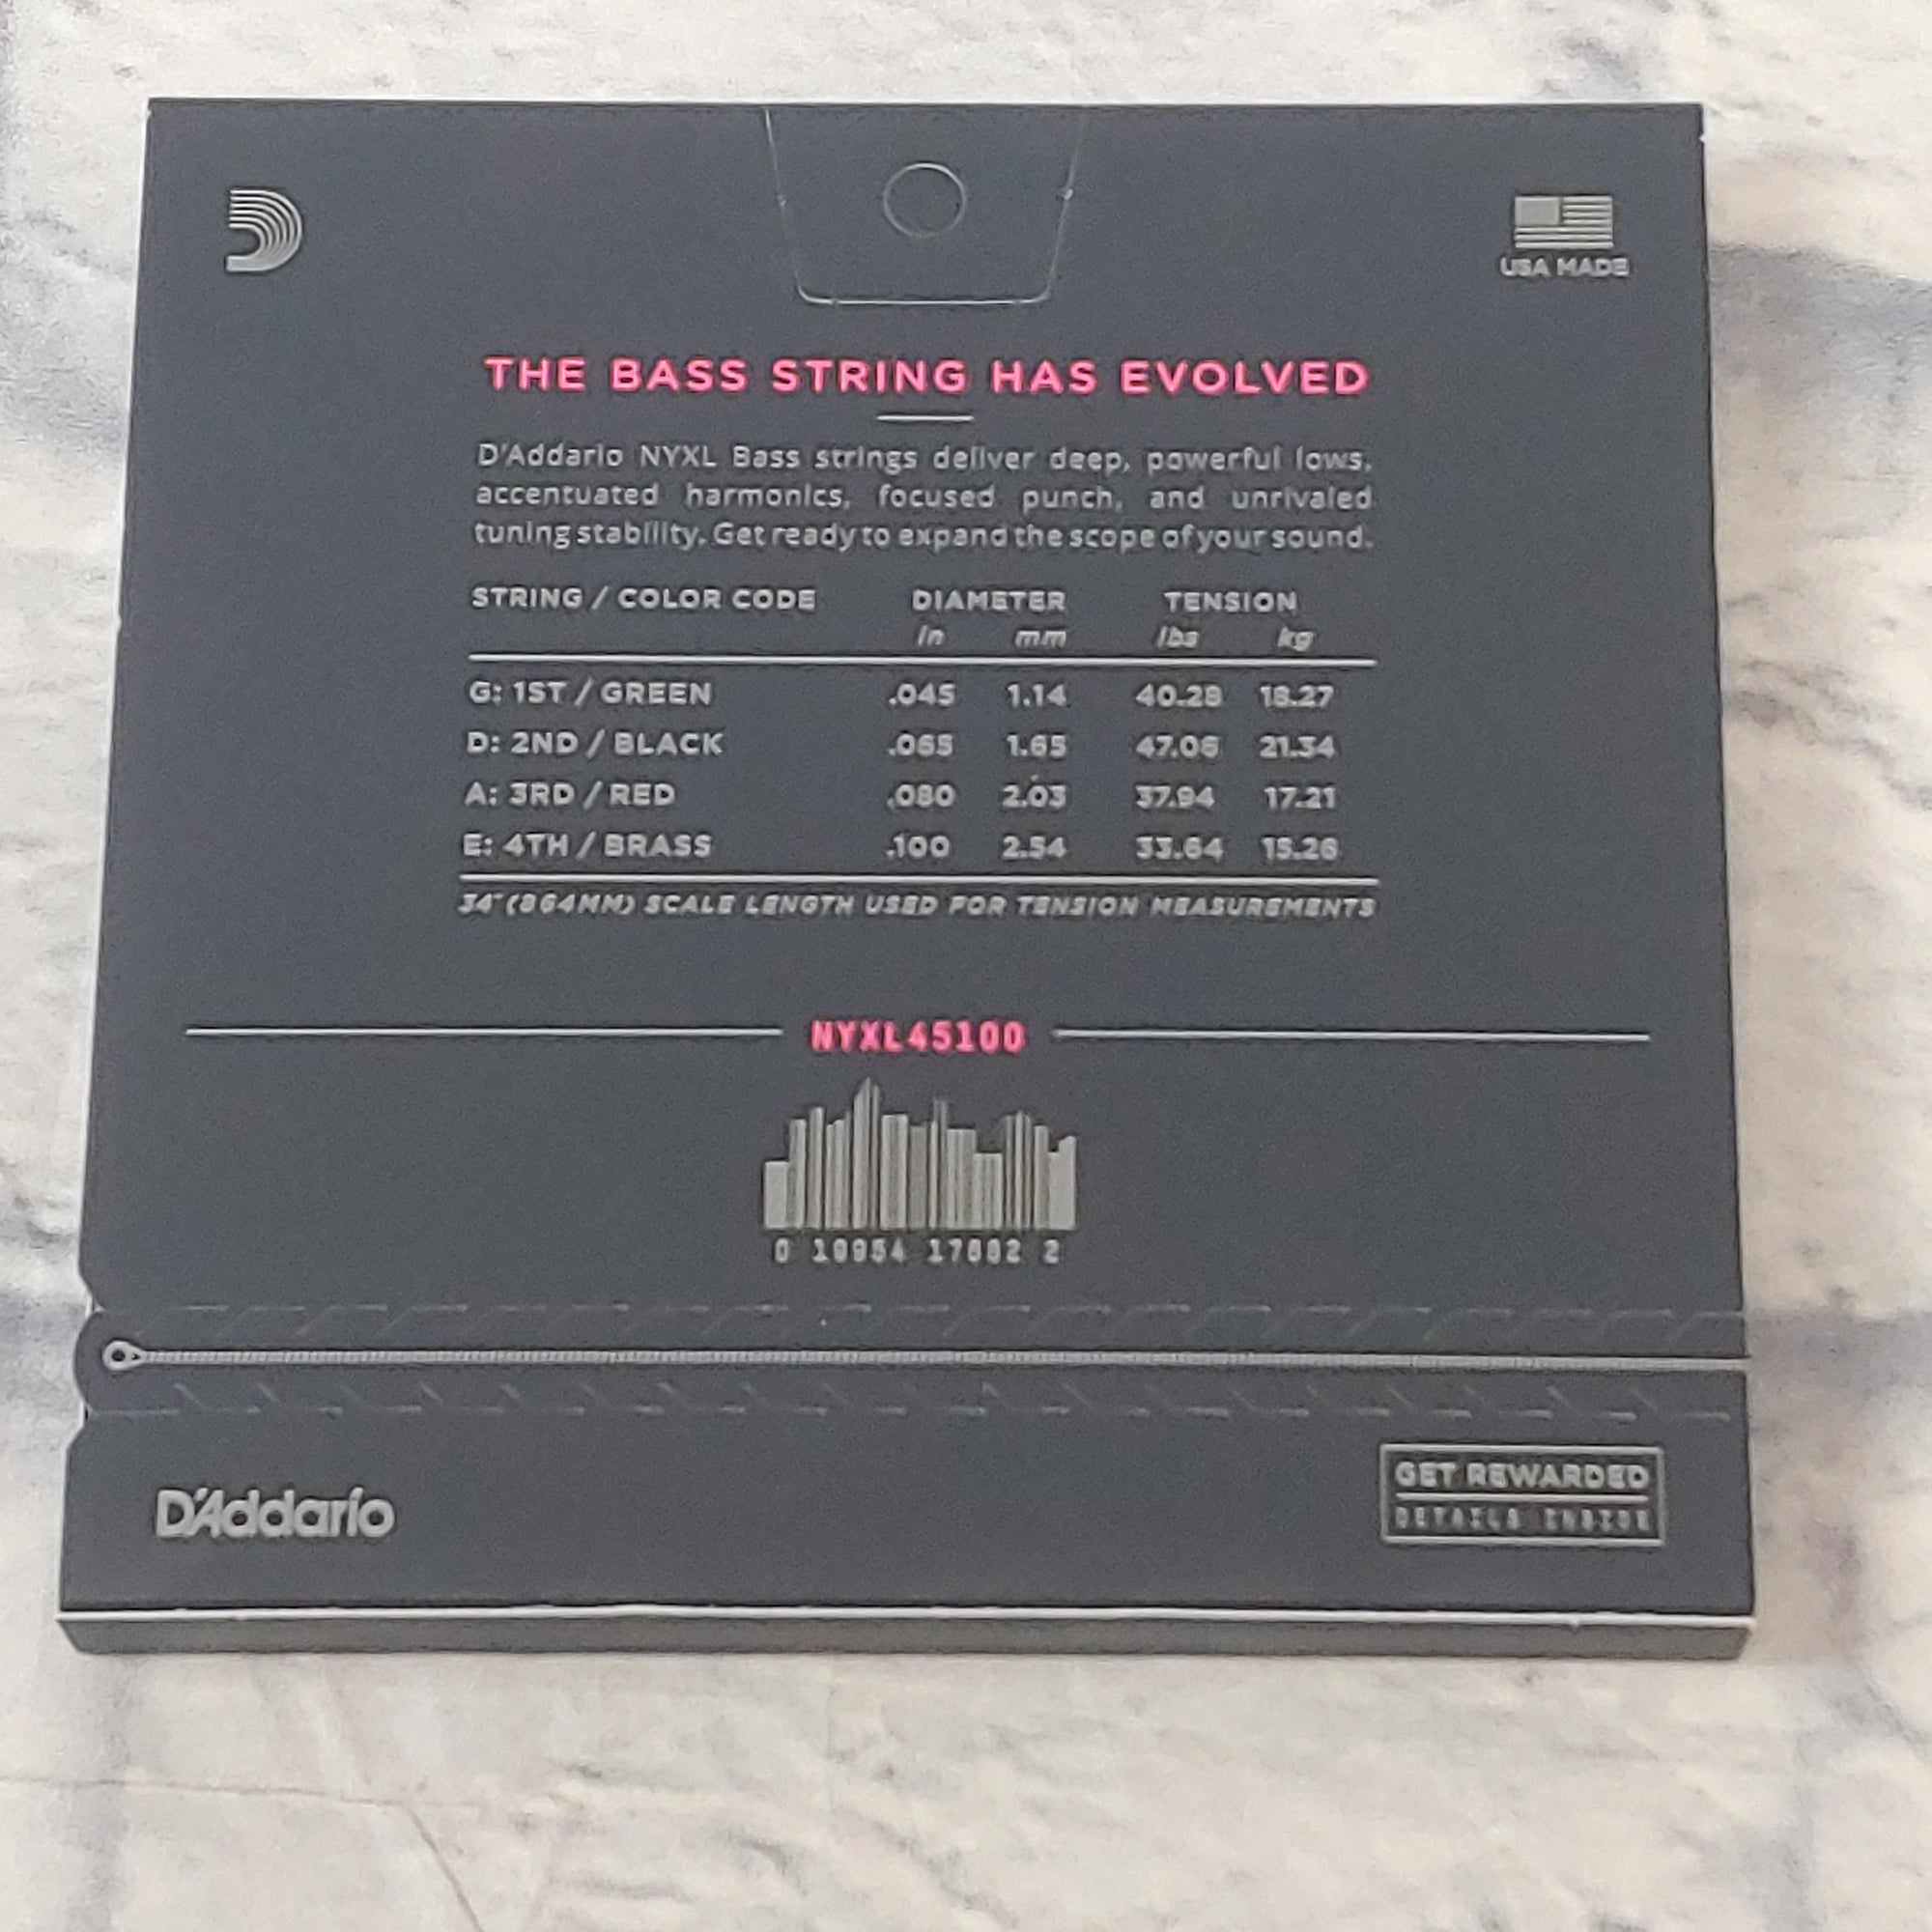 USA MADE
THE BASS STRING HAS EVOLVED
D'Addario NYXL Bass strings deliver deep, powerful lows,
accentuated harmonics, focused punch, and unrivaled
tuning stability. Get ready to expand the scope of your sound.
STRING / COLOR CODE DIAMETER TENSION
in mm lbs kg
G: 1ST / GREEN .045 1.14 40.28 18.27
D: 2ND / BLACK .065 1.65 47.06 21.34
A: 3RD / RED .080 2.03 37.94 17.21
E: 4TH / BRASS .100 2.54 33.64 15.26
34" (864MM) SCALE LENGTH USED FOR TENSION MEASUREMENTS
NYXL45100
0 19954 2
D'Addario
GET REWARDED
DETAILS INSIDE